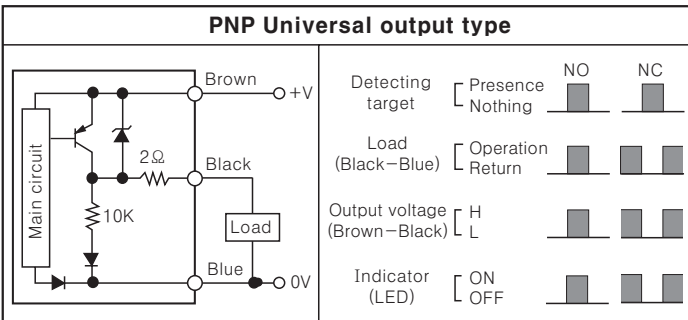 PNP Universal output type
Brown
+V
Main circuit
2Ω
Black
10K
Load
Blue
0V
NO NC
Detecting target
Presence
Nothing
Load
(Black-Blue)
Operation
Return
Output voltage
(Brown-Black)
H
L
Indicator
(LED)
ON
OFF